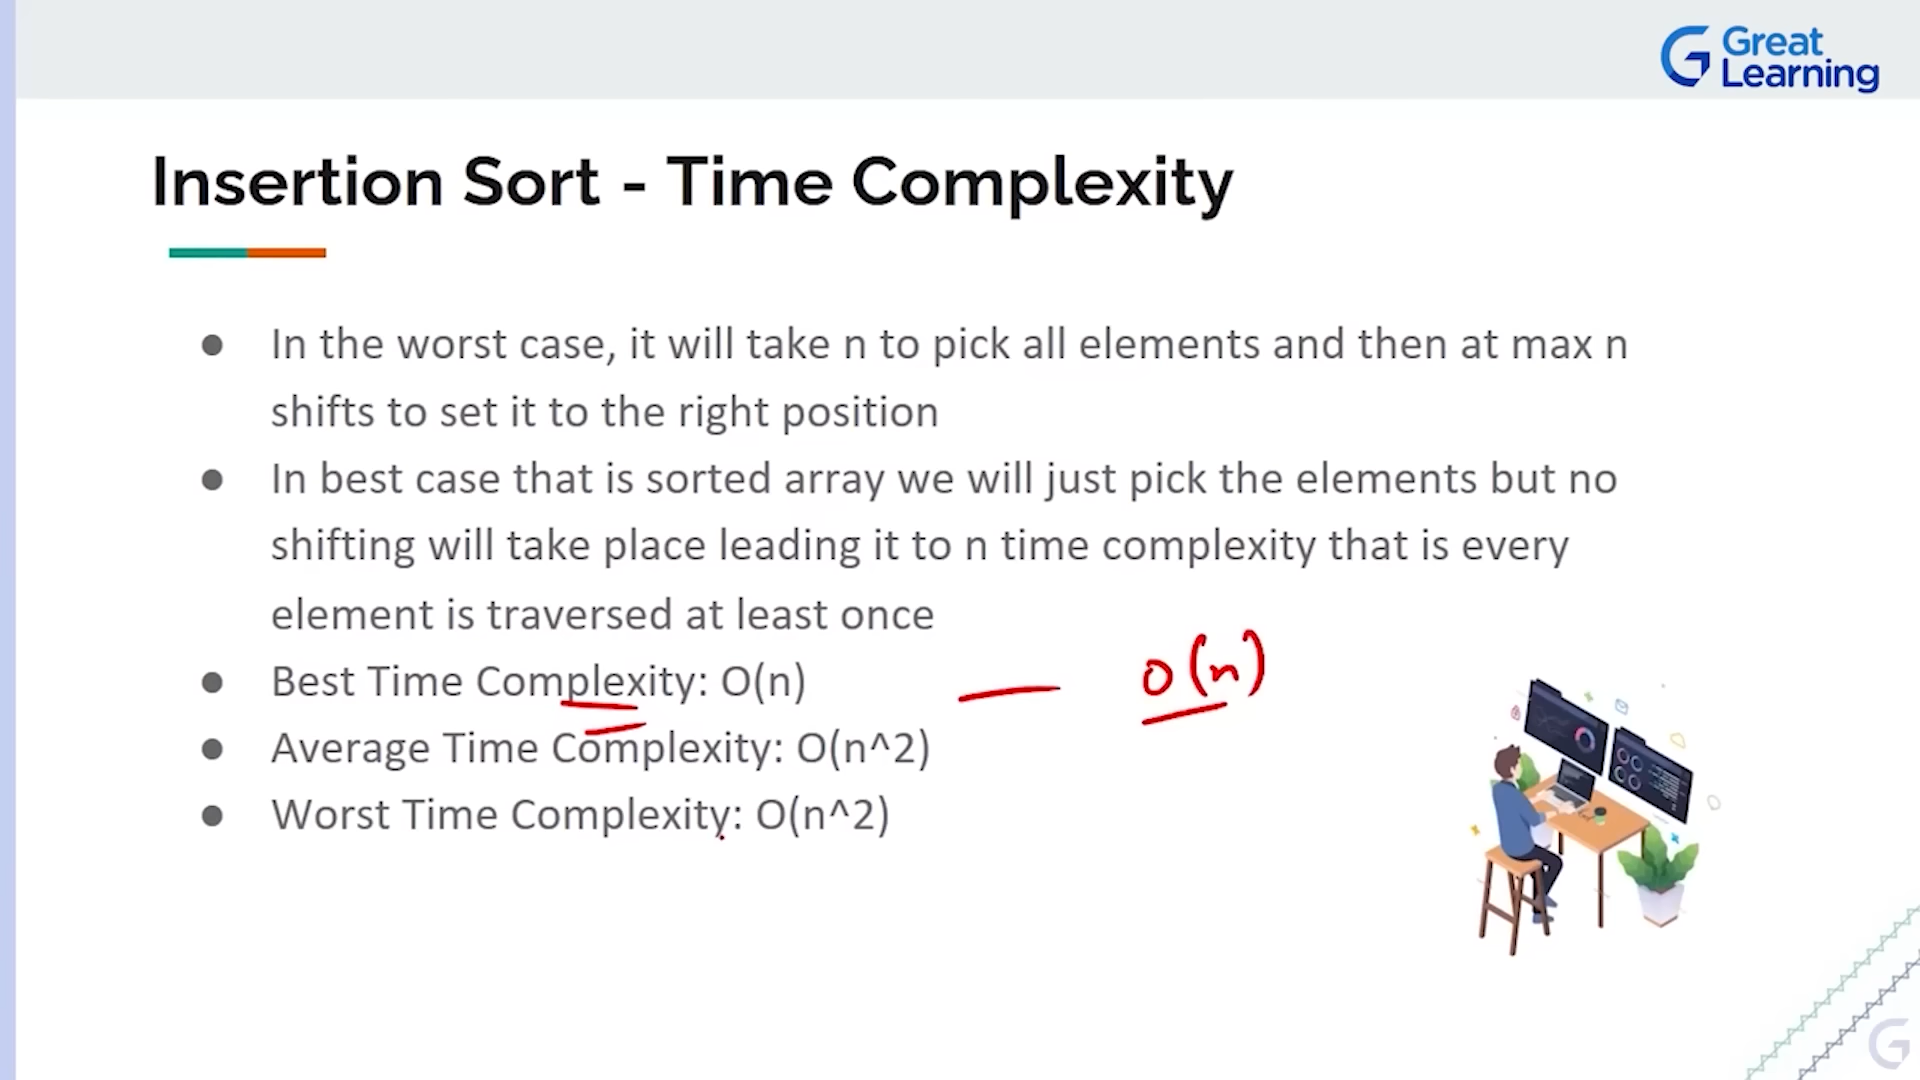 Great
Learning
Insertion Sort - Time Complexity
● In the worst case, it will take n to pick all elements and then at max n
shifts to set it to the right position
● In best case that is sorted array we will just pick the elements but no
shifting will take place leading it to n time complexity that is every
element is traversed at least once
● Best Time Complexity: O(n) — O(n)
● Average Time Complexity: O(n^2)
● Worst Time Complexity: O(n^2)